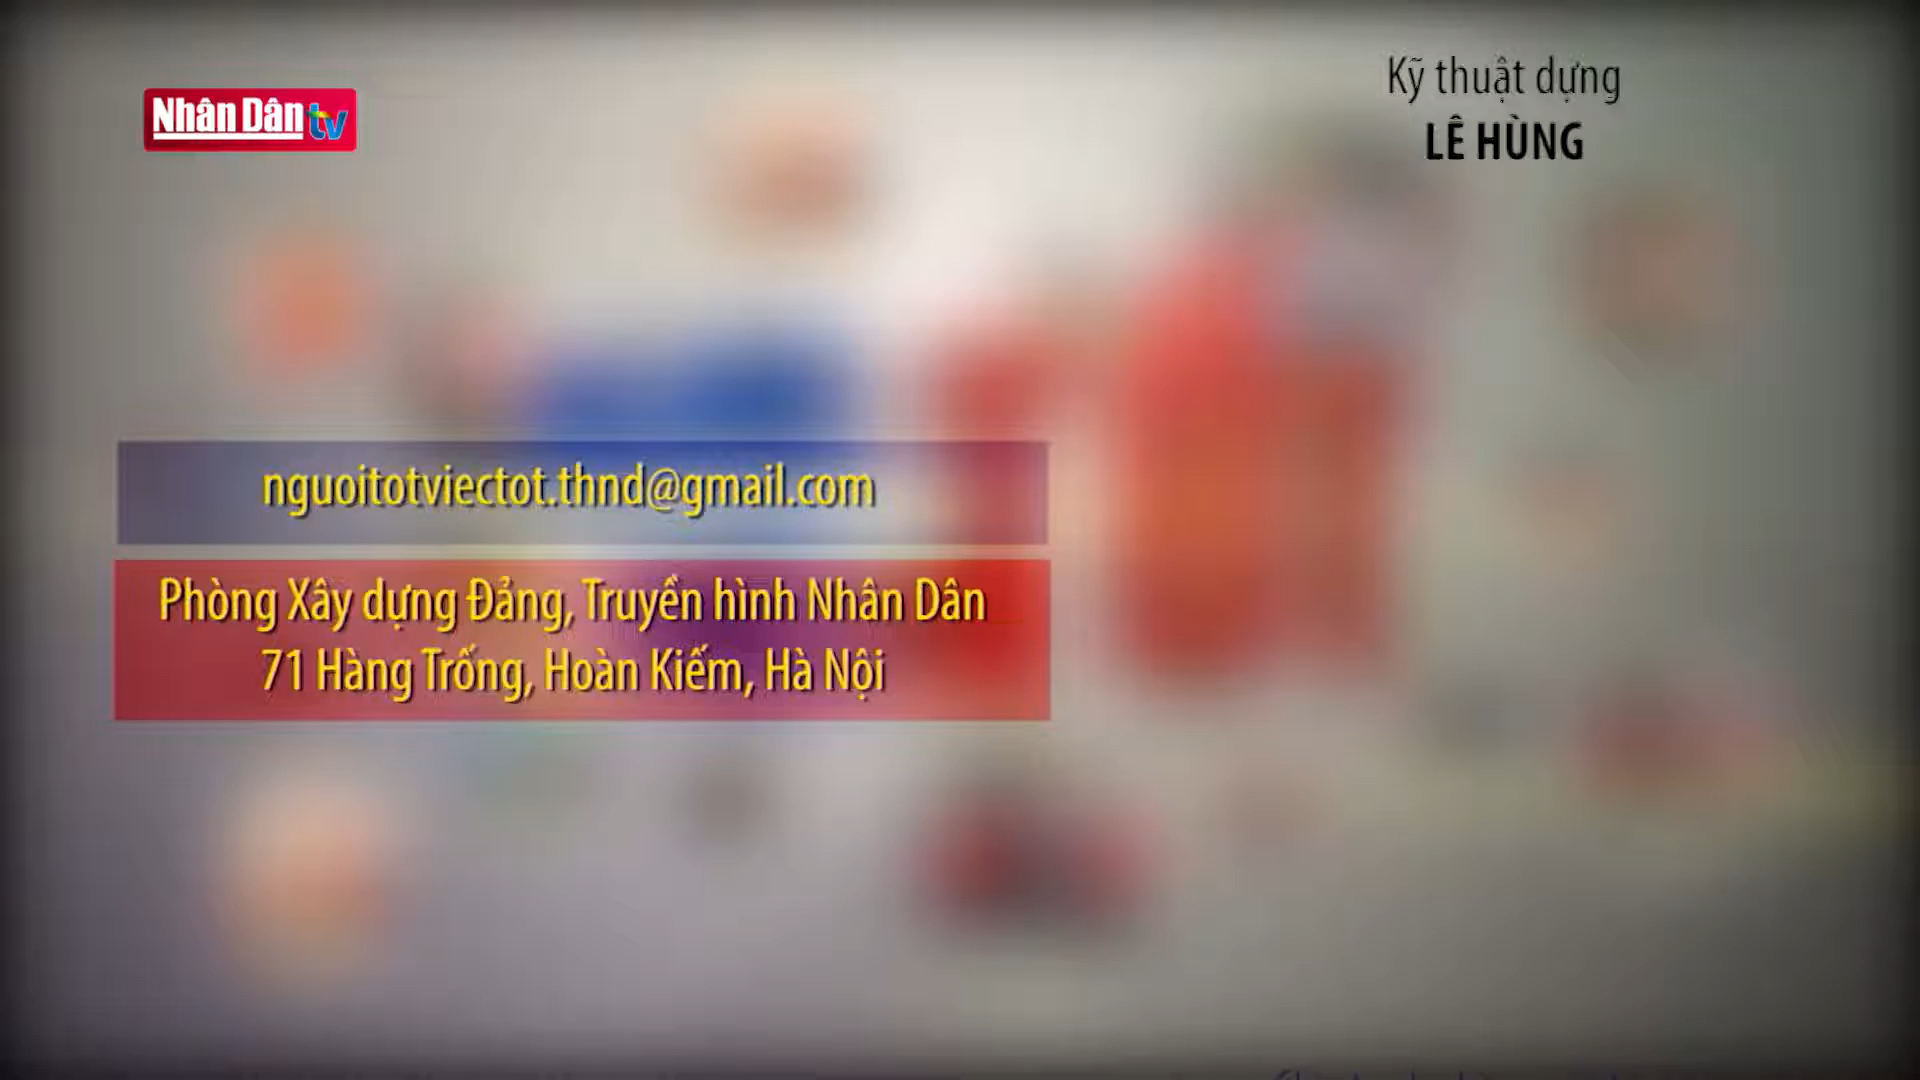 Nhân Dân tv
Kỹ thuật dựng
LÊ HÙNG
nguoitotviectot.thnd@gmail.com
Phòng Xây dựng Đảng, Truyền hình Nhân Dân
71 Hàng Trống, Hoàn Kiếm, Hà Nội